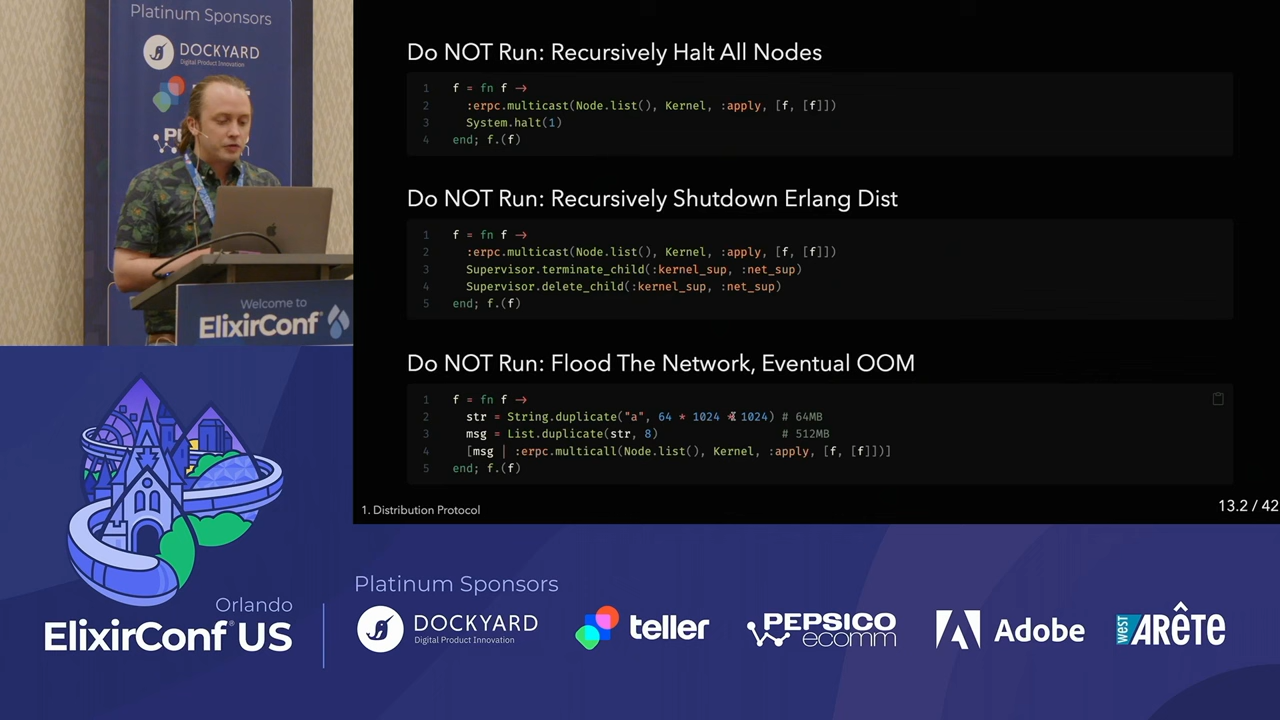 Platinum Sponsors
DOCKYARD
Digital Product Innovation
Welcome to
ElixirConf®
Do NOT Run: Recursively Halt All Nodes
1 f = fn f →
2 :erpc.multicast(Node.list(), Kernel, :apply, [f, [f]])
3 System.halt(1)
4 end; f.(f)
Do NOT Run: Recursively Shutdown Erlang Dist
1 f = fn f →
2 :erpc.multicast(Node.list(), Kernel, :apply, [f, [f]])
3 Supervisor.terminate_child(:kernel_sup, :net_sup)
4 Supervisor.delete_child(:kernel_sup, :net_sup)
5 end; f.(f)
Do NOT Run: Flood The Network, Eventual OOM
1 f = fn f →
2 str = String.duplicate("a", 64 * 1024 * 1024) # 64MB
3 msg = List.duplicate(str, 8) # 512MB
4 [msg | :erpc.multicall(Node.list(), Kernel, :apply, [f, [f]])]
5 end; f.(f)
1. Distribution Protocol
13.2 / 42
Orlando
ElixirConf® US
Platinum Sponsors
DOCKYARD
Digital Product Innovation
teller
PEPSICO
ecomm
Adobe
west ARÊTE